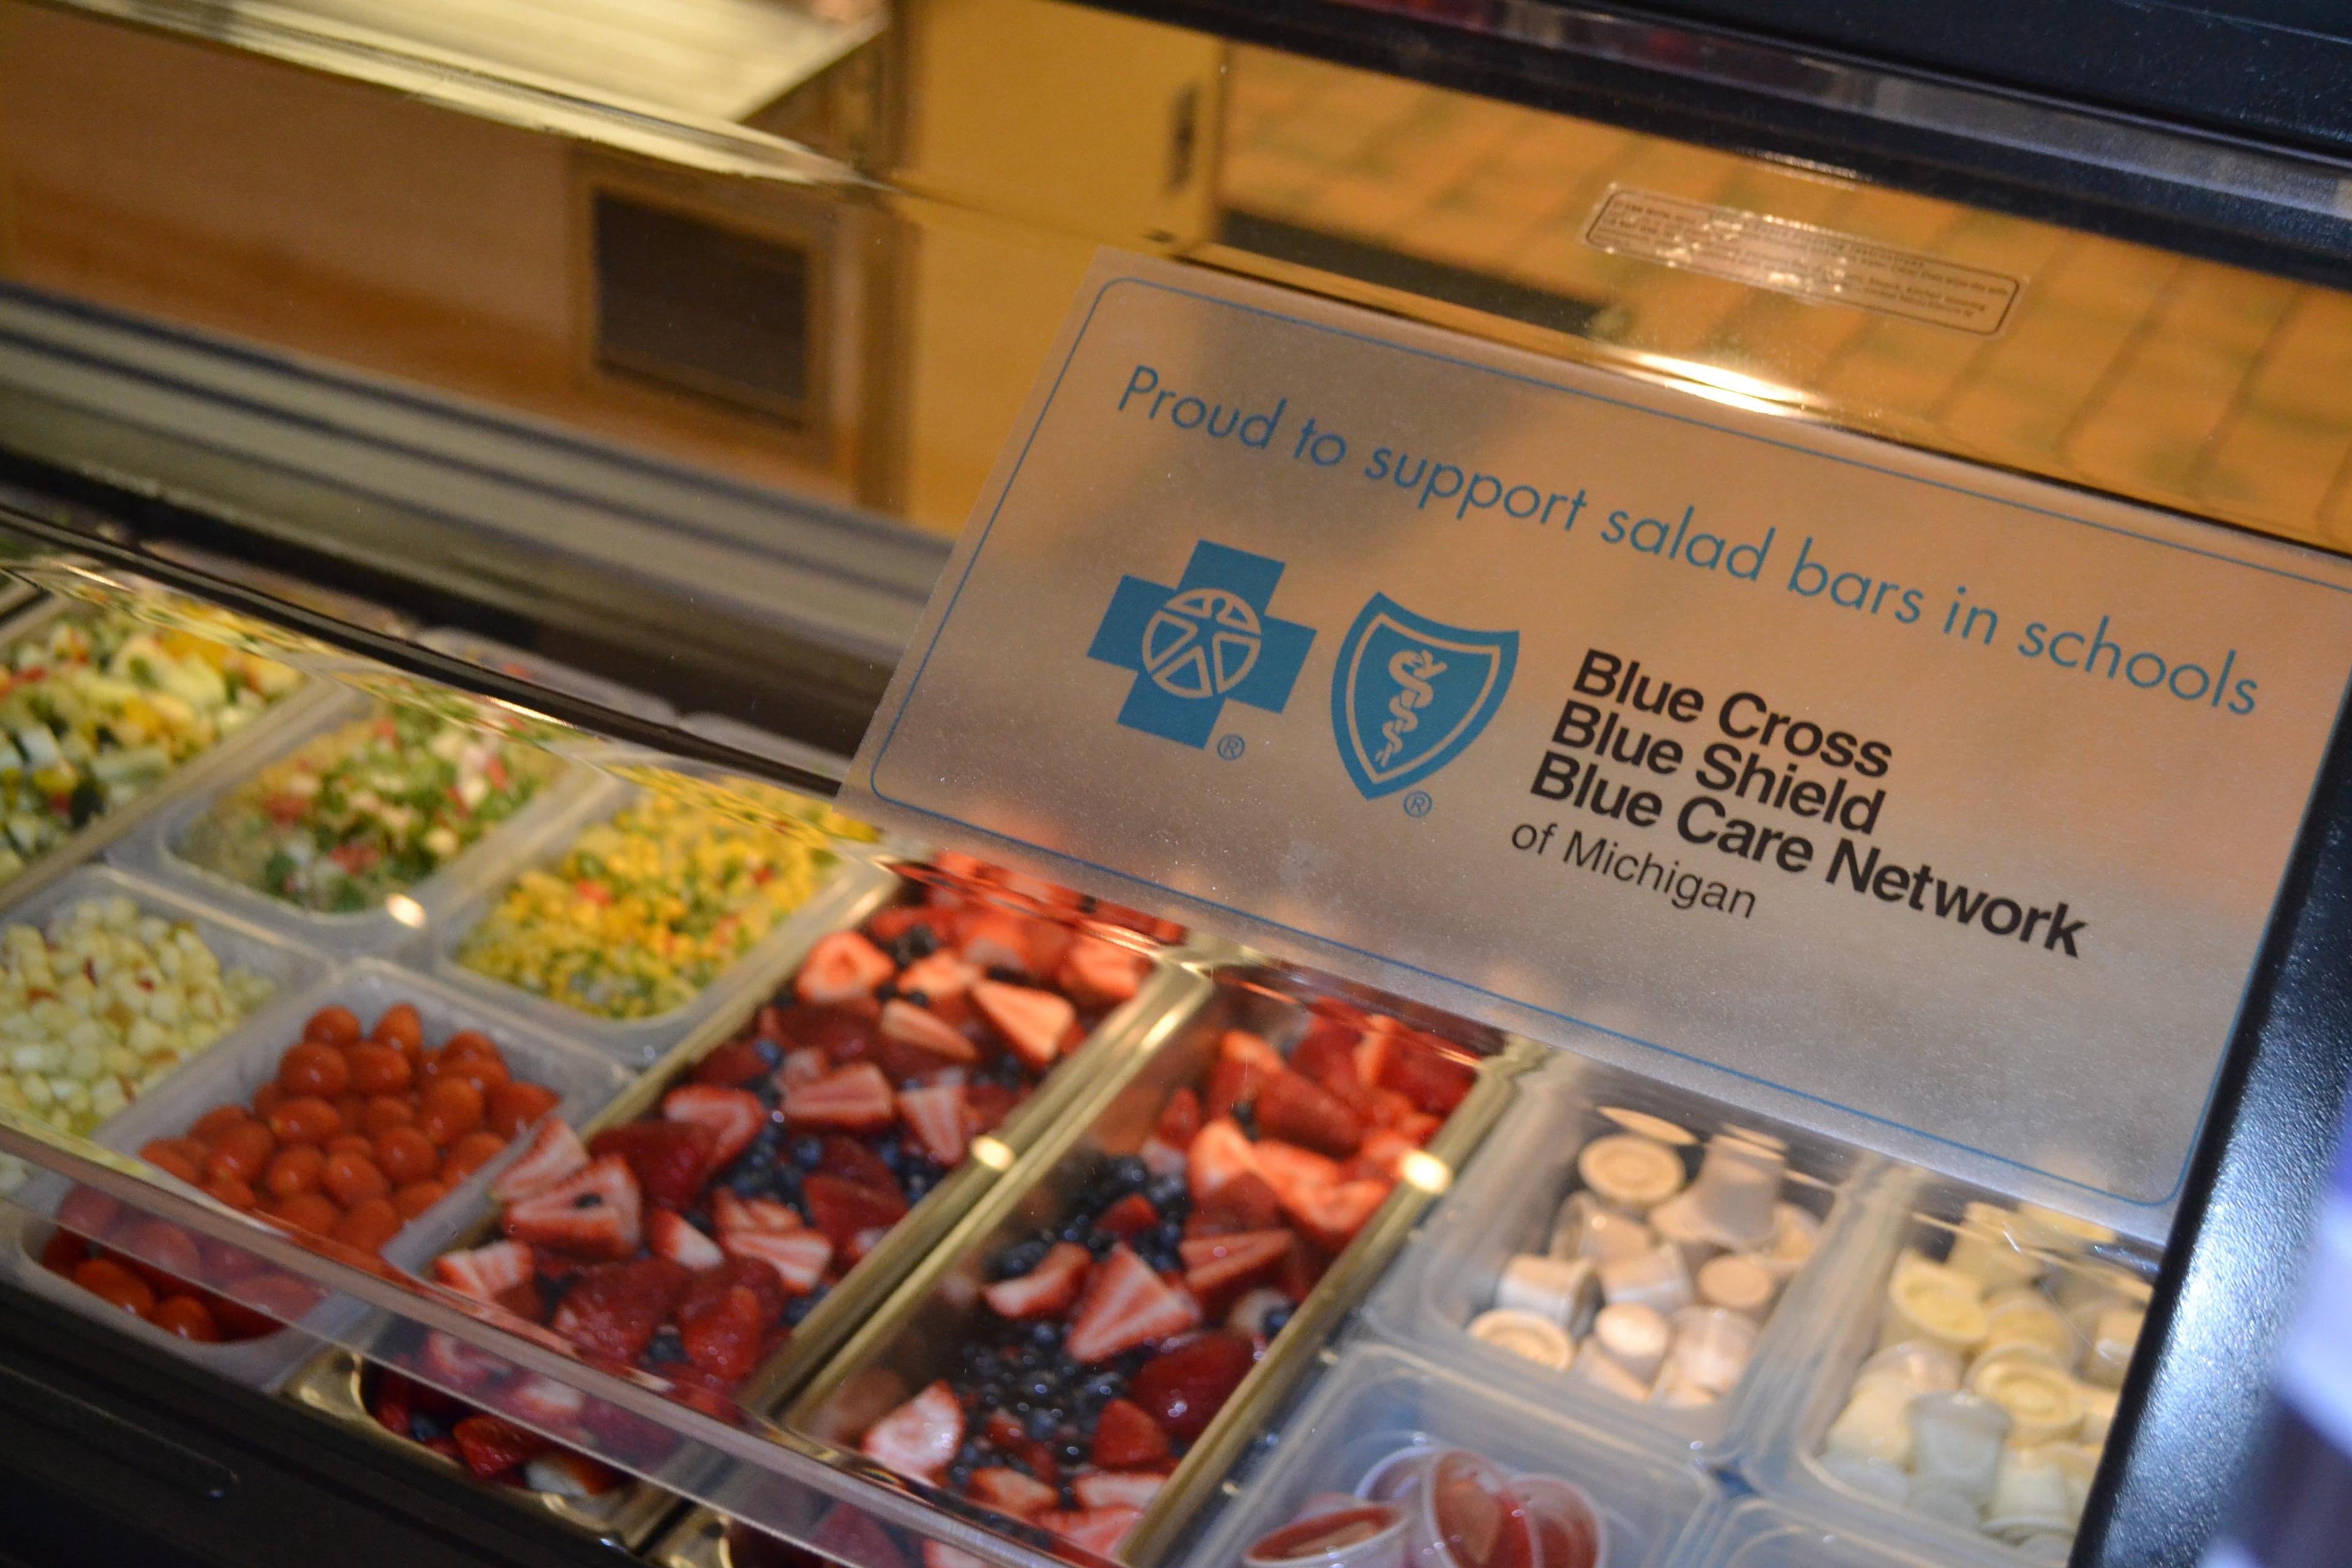 Proud to support salad bars in schools
Blue Cross
Blue Shield
Blue Care Network
of Michigan
®
®